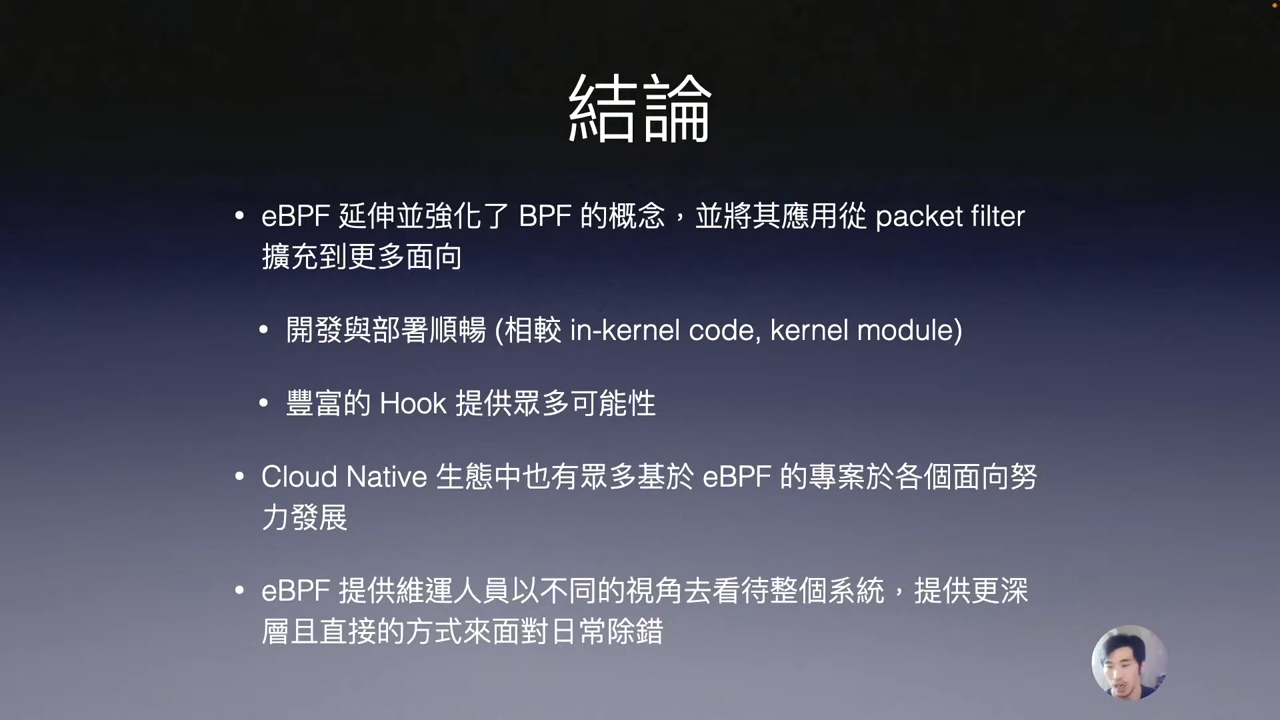 結論
• eBPF 延伸並強化了 BPF 的概念，並將其應用從 packet filter
擴充到更多面向
• 開發與部署順暢 (相較 in-kernel code, kernel module)
• 豐富的 Hook 提供眾多可能性
• Cloud Native 生態中也有眾多基於 eBPF 的專案於各個面向努
力發展
• eBPF 提供維運人員以不同的視角去看待整個系統，提供更深
層且直接的方式來面對日常除錯